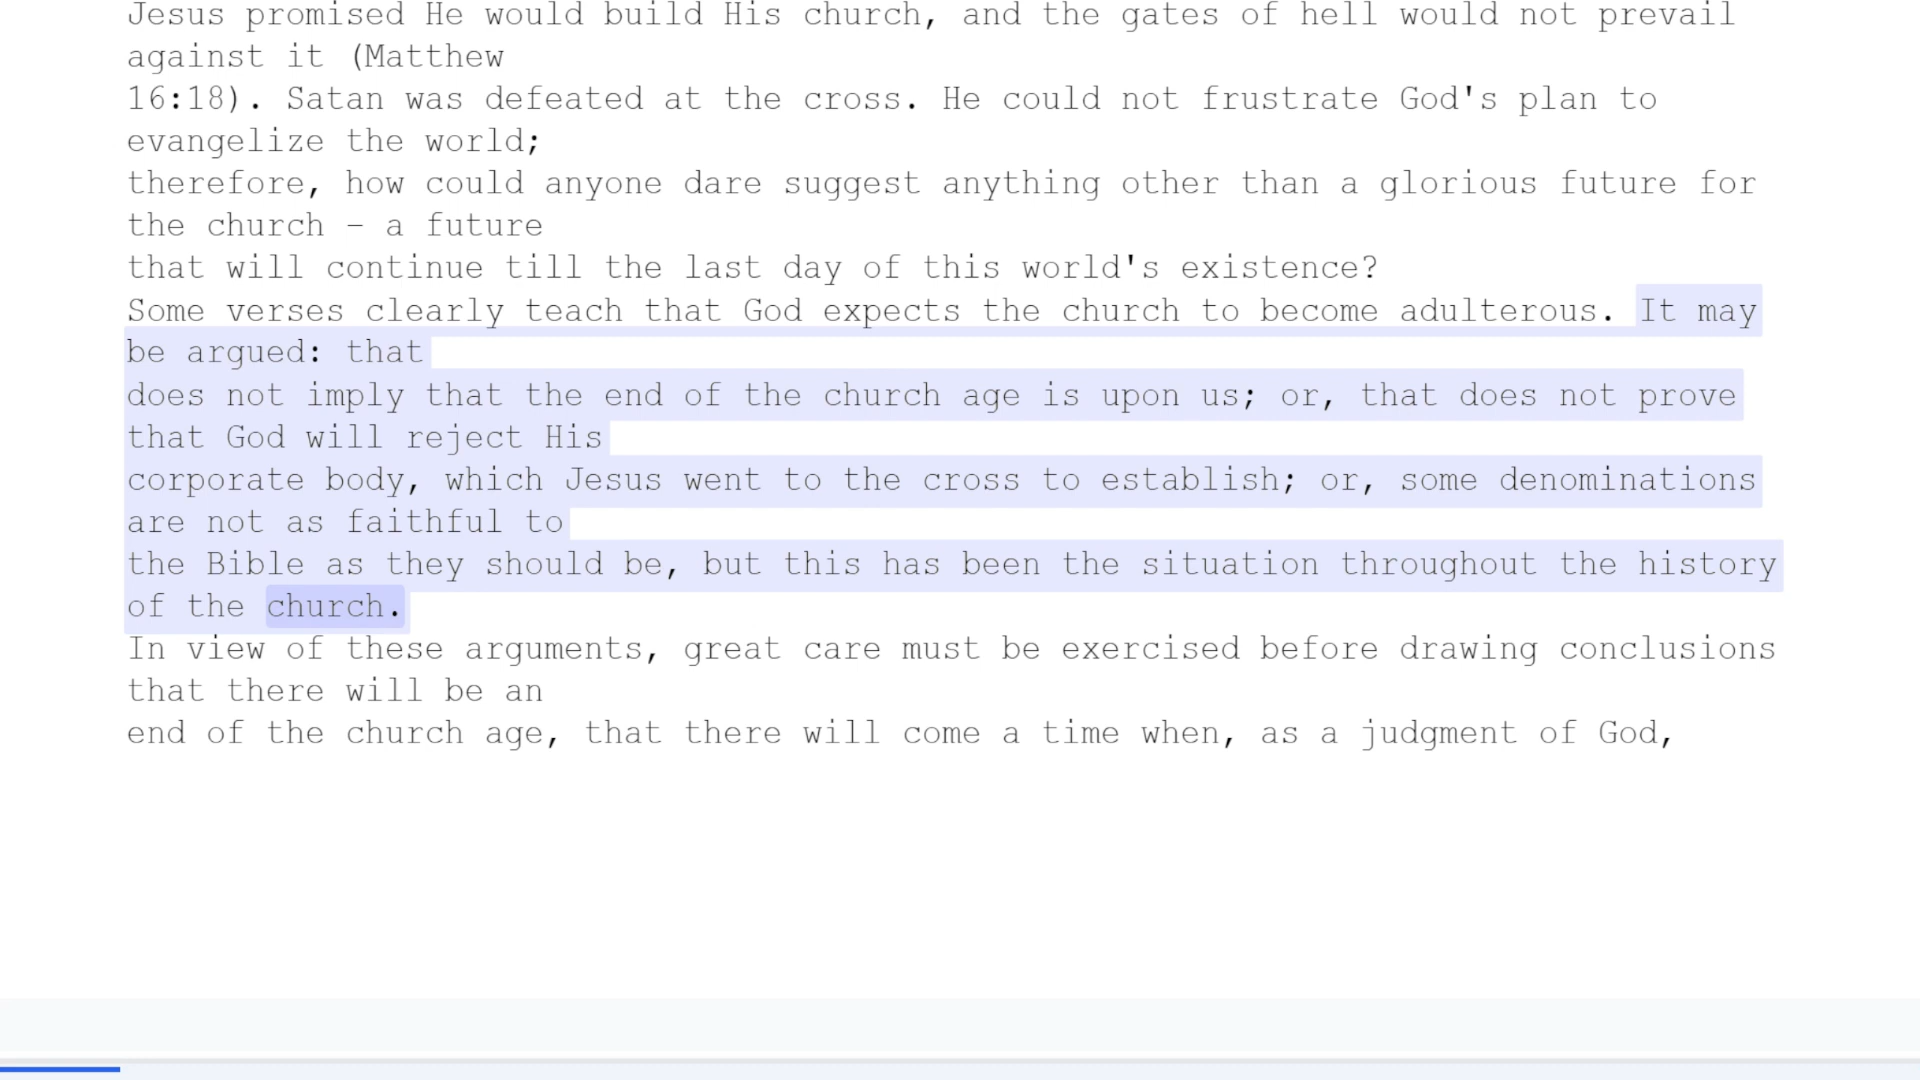 Jesus promised He would build His church, and the gates of hell would not prevail
against it (Matthew
16:18). Satan was defeated at the cross. He could not frustrate God's plan to
evangelize the world;
therefore, how could anyone dare suggest anything other than a glorious future for
the church – a future
that will continue till the last day of this world's existence?
Some verses clearly teach that God expects the church to become adulterous. It may
be argued: that
does not imply that the end of the church age is upon us; or, that does not prove
that God will reject His
corporate body, which Jesus went to the cross to establish; or, some denominations
are not as faithful to
the Bible as they should be, but this has been the situation throughout the history
of the church.
In view of these arguments, great care must be exercised before drawing conclusions
that there will be an
end of the church age, that there will come a time when, as a judgment of God,